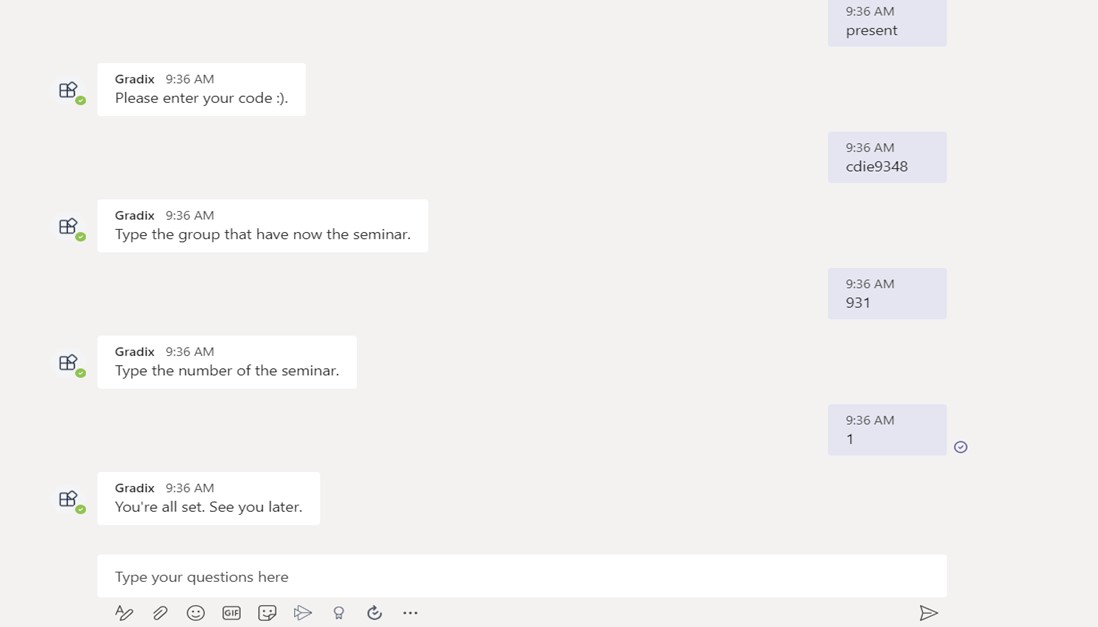 9:36 AM
present
Gradix 9:36 AM
Please enter your code :).
9:36 AM
cdie9348
Gradix 9:36 AM
Type the group that have now the seminar.
9:36 AM
931
Gradix 9:36 AM
Type the number of the seminar.
9:36 AM
1
Gradix 9:36 AM
You're all set. See you later.
Type your questions here
GIF